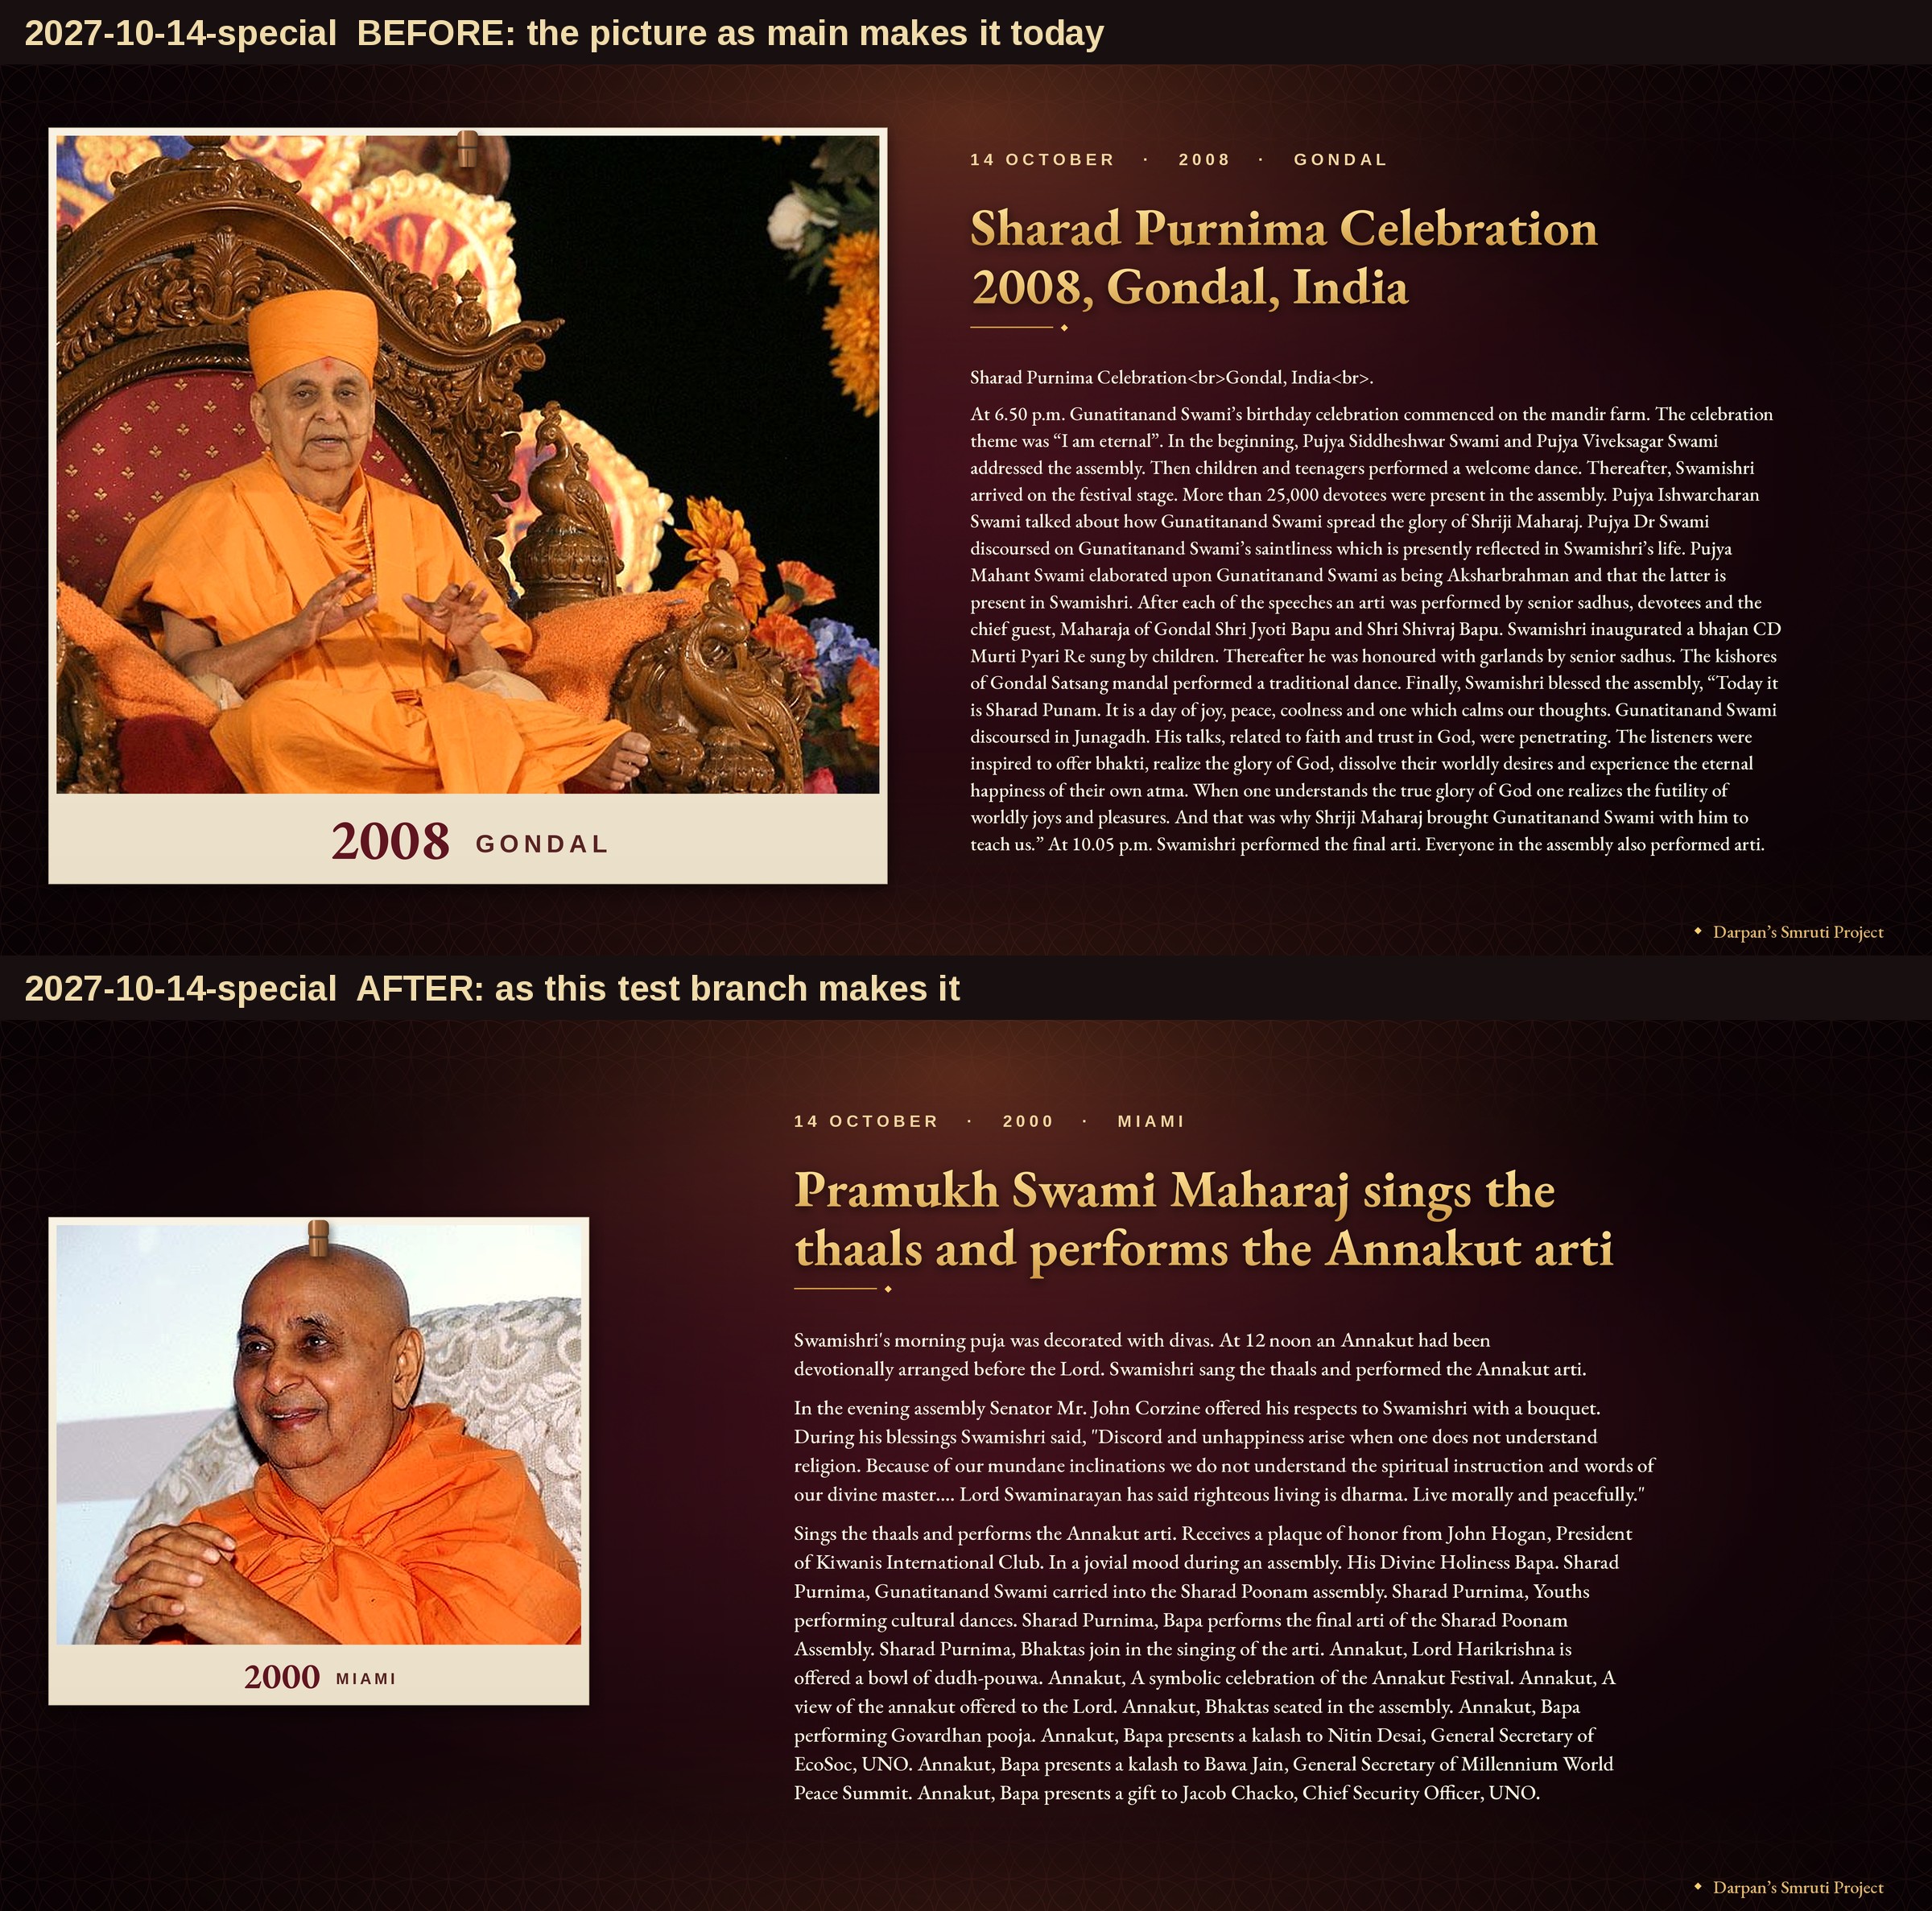 2027-10-14-special  BEFORE: the picture as main makes it today
14 OCTOBER · 2008 · GONDAL
Sharad Purnima Celebration
2008, Gondal, India
Sharad Purnima Celebration<br>Gondal, India<br>.
At 6.50 p.m. Gunatitanand Swami’s birthday celebration commenced on the mandir farm. The celebration
theme was “I am eternal”. In the beginning, Pujya Siddheshwar Swami and Pujya Viveksagar Swami
addressed the assembly. Then children and teenagers performed a welcome dance. Thereafter, Swamishri
arrived on the festival stage. More than 25,000 devotees were present in the assembly. Pujya Ishwarcharan
Swami talked about how Gunatitanand Swami spread the glory of Shriji Maharaj. Pujya Dr Swami
discoursed on Gunatitanand Swami’s saintliness which is presently reflected in Swamishri’s life. Pujya
Mahant Swami elaborated upon Gunatitanand Swami as being Aksharbrahman and that the latter is
present in Swamishri. After each of the speeches an arti was performed by senior sadhus, devotees and the
chief guest, Maharaja of Gondal Shri Jyoti Bapu and Shri Shivraj Bapu. Swamishri inaugurated a bhajan CD
Murti Pyari Re sung by children. Thereafter he was honoured with garlands by senior sadhus. The kishores
of Gondal Satsang mandal performed a traditional dance. Finally, Swamishri blessed the assembly, “Today it
is Sharad Punam. It is a day of joy, peace, coolness and one which calms our thoughts. Gunatitanand Swami
discoursed in Junagadh. His talks, related to faith and trust in God, were penetrating. The listeners were
inspired to offer bhakti, realize the glory of God, dissolve their worldly desires and experience the eternal
happiness of their own atma. When one understands the true glory of God one realizes the futility of
worldly joys and pleasures. And that was why Shriji Maharaj brought Gunatitanand Swami with him to
teach us.” At 10.05 p.m. Swamishri performed the final arti. Everyone in the assembly also performed arti.
2008 GONDAL
Darpan’s Smruti Project
2027-10-14-special  AFTER: as this test branch makes it
14 OCTOBER · 2000 · MIAMI
Pramukh Swami Maharaj sings the
thaals and performs the Annakut arti
Swamishri's morning puja was decorated with divas. At 12 noon an Annakut had been
devotionally arranged before the Lord. Swamishri sang the thaals and performed the Annakut arti.
In the evening assembly Senator Mr. John Corzine offered his respects to Swamishri with a bouquet.
During his blessings Swamishri said, "Discord and unhappiness arise when one does not understand
religion. Because of our mundane inclinations we do not understand the spiritual instruction and words of
our divine master.... Lord Swaminarayan has said righteous living is dharma. Live morally and peacefully."
Sings the thaals and performs the Annakut arti. Receives a plaque of honor from John Hogan, President
of Kiwanis International Club. In a jovial mood during an assembly. His Divine Holiness Bapa. Sharad
Purnima, Gunatitanand Swami carried into the Sharad Poonam assembly. Sharad Purnima, Youths
performing cultural dances. Sharad Purnima, Bapa performs the final arti of the Sharad Poonam
Assembly. Sharad Purnima, Bhaktas join in the singing of the arti. Annakut, Lord Harikrishna is
offered a bowl of dudh-pouwa. Annakut, A symbolic celebration of the Annakut Festival. Annakut, A
view of the annakut offered to the Lord. Annakut, Bhaktas seated in the assembly. Annakut, Bapa
performing Govardhan pooja. Annakut, Bapa presents a kalash to Nitin Desai, General Secretary of
EcoSoc, UNO. Annakut, Bapa presents a kalash to Bawa Jain, General Secretary of Millennium World
Peace Summit. Annakut, Bapa presents a gift to Jacob Chacko, Chief Security Officer, UNO.
2000 MIAMI
Darpan’s Smruti Project